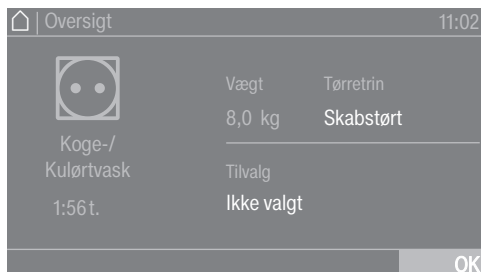 Oversigt 11:02
Koge-/
Kulørtvask
1:56 t.
Vægt Tørretrin
8,0 kg Skabstørt
Tilvalg
Ikke valgt
OK